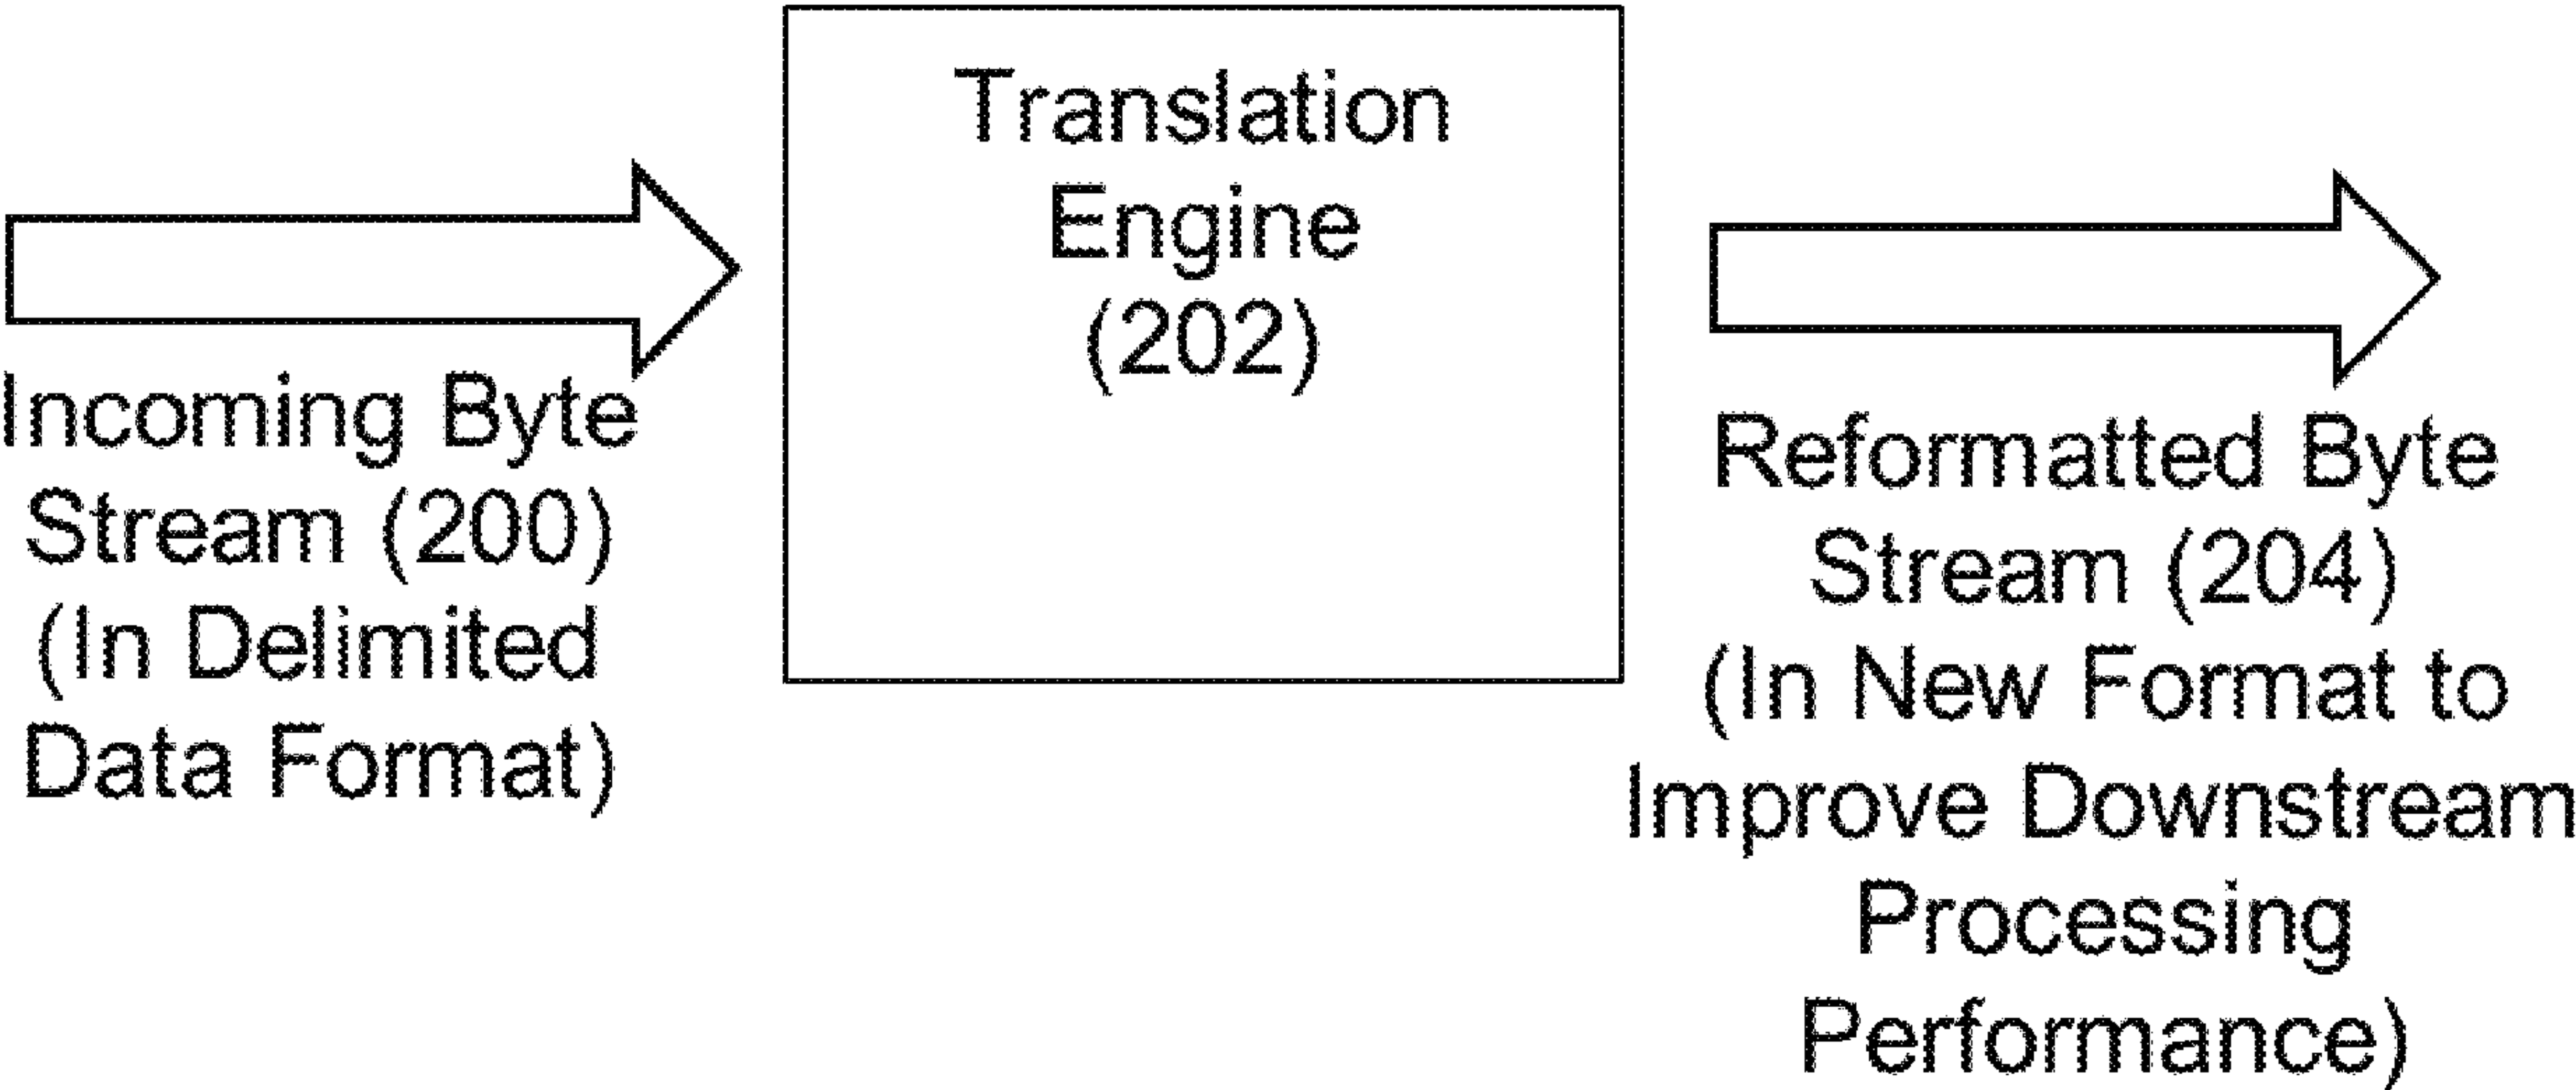 Translation
Engine
(202)
Incoming Byte
Stream (200)
(In Delimited
Data Format)
Reformatted Byte
Stream (204)
(In New Format to
Improve Downstream
Processing
Performance)